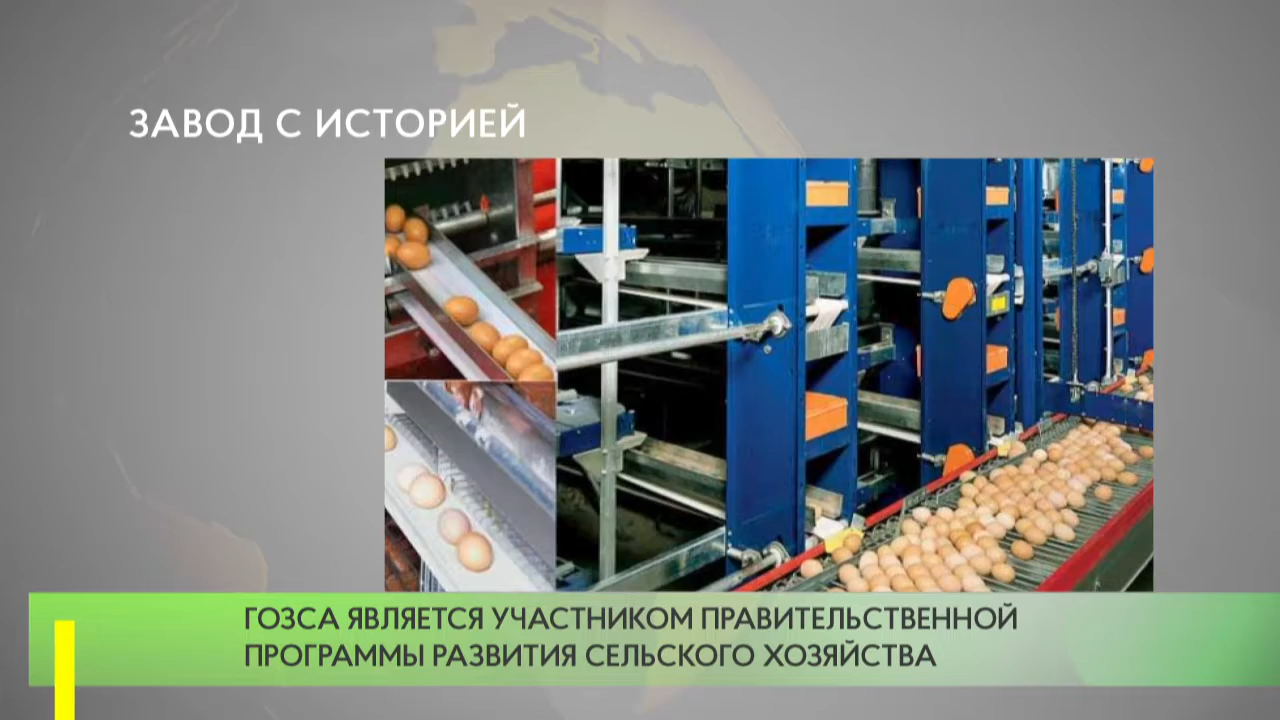 ЗАВОД С ИСТОРИЕЙ
ГОЗСА ЯВЛЯЕТСЯ УЧАСТНИКОМ ПРАВИТЕЛЬСТВЕННОЙ
ПРОГРАММЫ РАЗВИТИЯ СЕЛЬСКОГО ХОЗЯЙСТВА